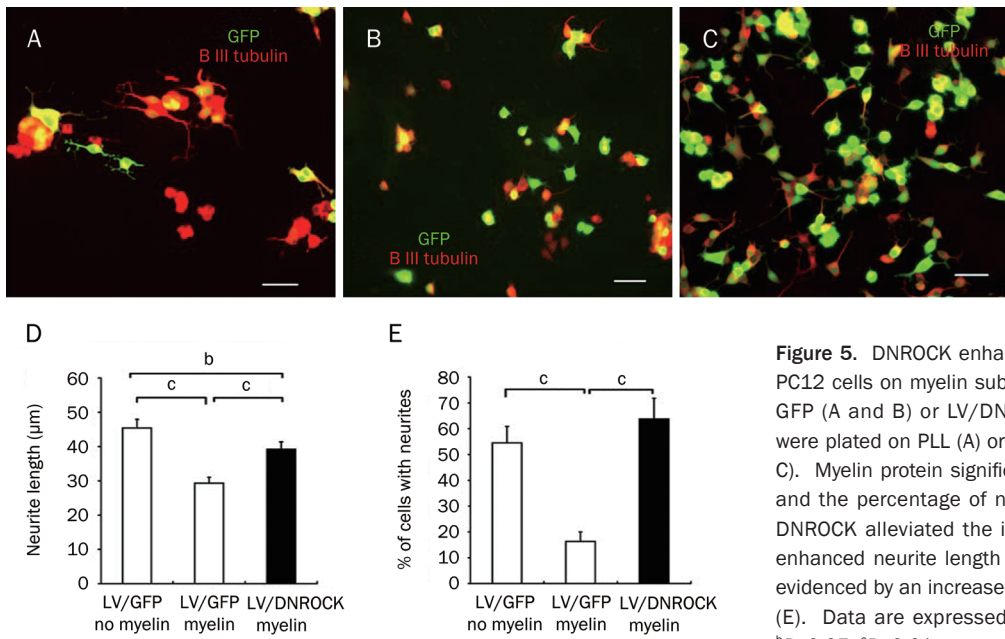 A
GFP
B III tubulin
B
GFP
B III tubulin
C
GFP
B III tubulin
D
b
c
c
Neurite length (μm)
60
50
40
30
20
10
0
LV/GFP LV/GFP LV/DNROCK
no myelin myelin myelin
E
c
c
% of cells with neurites
80
70
60
50
40
30
20
10
0
LV/GFP LV/GFP LV/DNROCK
no myelin myelin myelin
Figure 5. DNROCK enha
PC12 cells on myelin sub
GFP (A and B) or LV/DN
were plated on PLL (A) or
C). Myelin protein signific
and the percentage of n
DNROCK alleviated the i
enhanced neurite length
evidenced by an increase
(E). Data are expressed